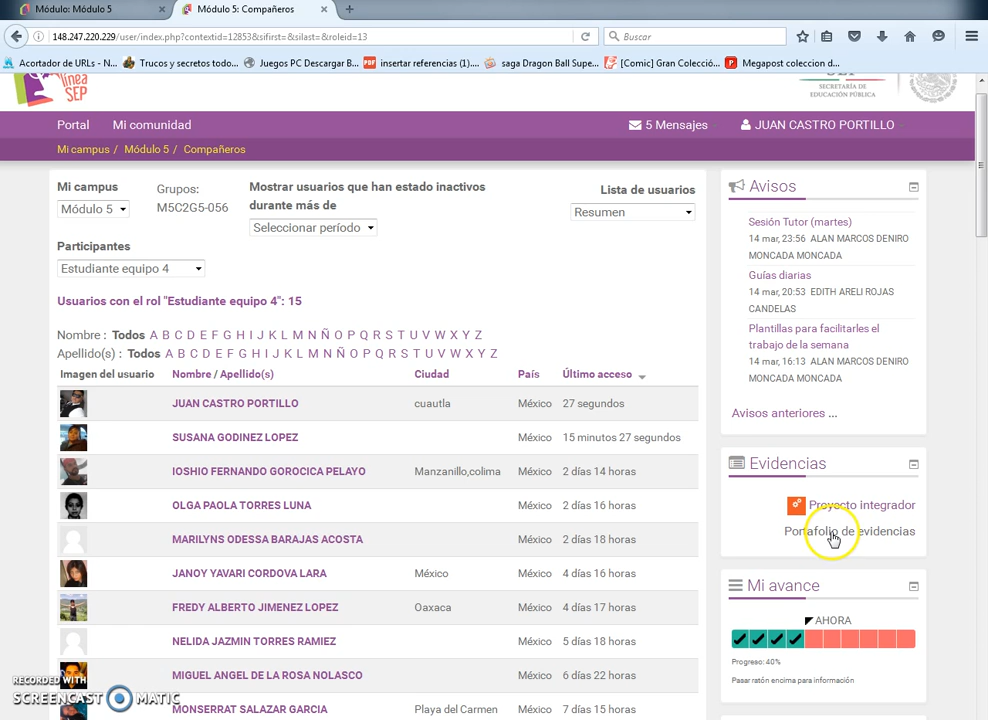 Módulo: Módulo 5
Módulo 5: Compañeros
148.247.220.229/user/index.php?contextid=12853&sifirst=&silast=&roleid=13
Buscar
Acortador de URLs - N...
Trucos y secretos todo...
Juegos PC Descargar B...
insertar referencias (1)....
saga Dragon Ball Supe...
[Comic] Gran Colecció...
Megapost coleccion d...
línea
SEP
SECRETARÍA DE
EDUCACIÓN PÚBLICA
Portal
Mi comunidad
5 Mensajes
JUAN CASTRO PORTILLO
Mi campus / Módulo 5 / Compañeros
Mi campus
Módulo 5
Grupos:
M5C2G5-056
Mostrar usuarios que han estado inactivos
durante más de
Seleccionar período
Lista de usuarios
Resumen
Participantes
Estudiante equipo 4
Usuarios con el rol "Estudiante equipo 4": 15
Nombre : Todos A B C D E F G H I J K L M N Ñ O P Q R S T U V W X Y Z
Apellido(s) : Todos A B C D E F G H I J K L M N Ñ O P Q R S T U V W X Y Z
Imagen del usuario Nombre / Apellido(s) Ciudad País Último acceso
JUAN CASTRO PORTILLO cuautla México 27 segundos
SUSANA GODINEZ LOPEZ México 15 minutos 27 segundos
IOSHIO FERNANDO GOROCICA PELAYO Manzanillo,colima México 2 días 14 horas
OLGA PAOLA TORRES LUNA México 2 días 16 horas
MARILYNS ODESSA BARAJAS ACOSTA México 2 días 18 horas
JANOY YAVARI CORDOVA LARA México México 4 días 16 horas
FREDY ALBERTO JIMENEZ LOPEZ Oaxaca México 4 días 17 horas
NELIDA JAZMIN TORRES RAMIEZ México 5 días 18 horas
MIGUEL ANGEL DE LA ROSA NOLASCO México 6 días 22 horas
MONSERRAT SALAZAR GARCIA Playa del Carmen México 7 días 15 horas
Avisos
Sesión Tutor (martes)
14 mar, 23:56 ALAN MARCOS DENIRO
MONCADA MONCADA
Guías diarias
14 mar, 20:53 EDITH ARELI ROJAS
CANDELAS
Plantillas para facilitarles el
trabajo de la semana
14 mar, 16:13 ALAN MARCOS DENIRO
MONCADA MONCADA
Avisos anteriores ...
Evidencias
Proyecto integrador
Portafolio de evidencias
Mi avance
AHORA
Progreso: 40%
Pasar ratón encima para información
RECORDED WITH
SCREENCAST MATIC